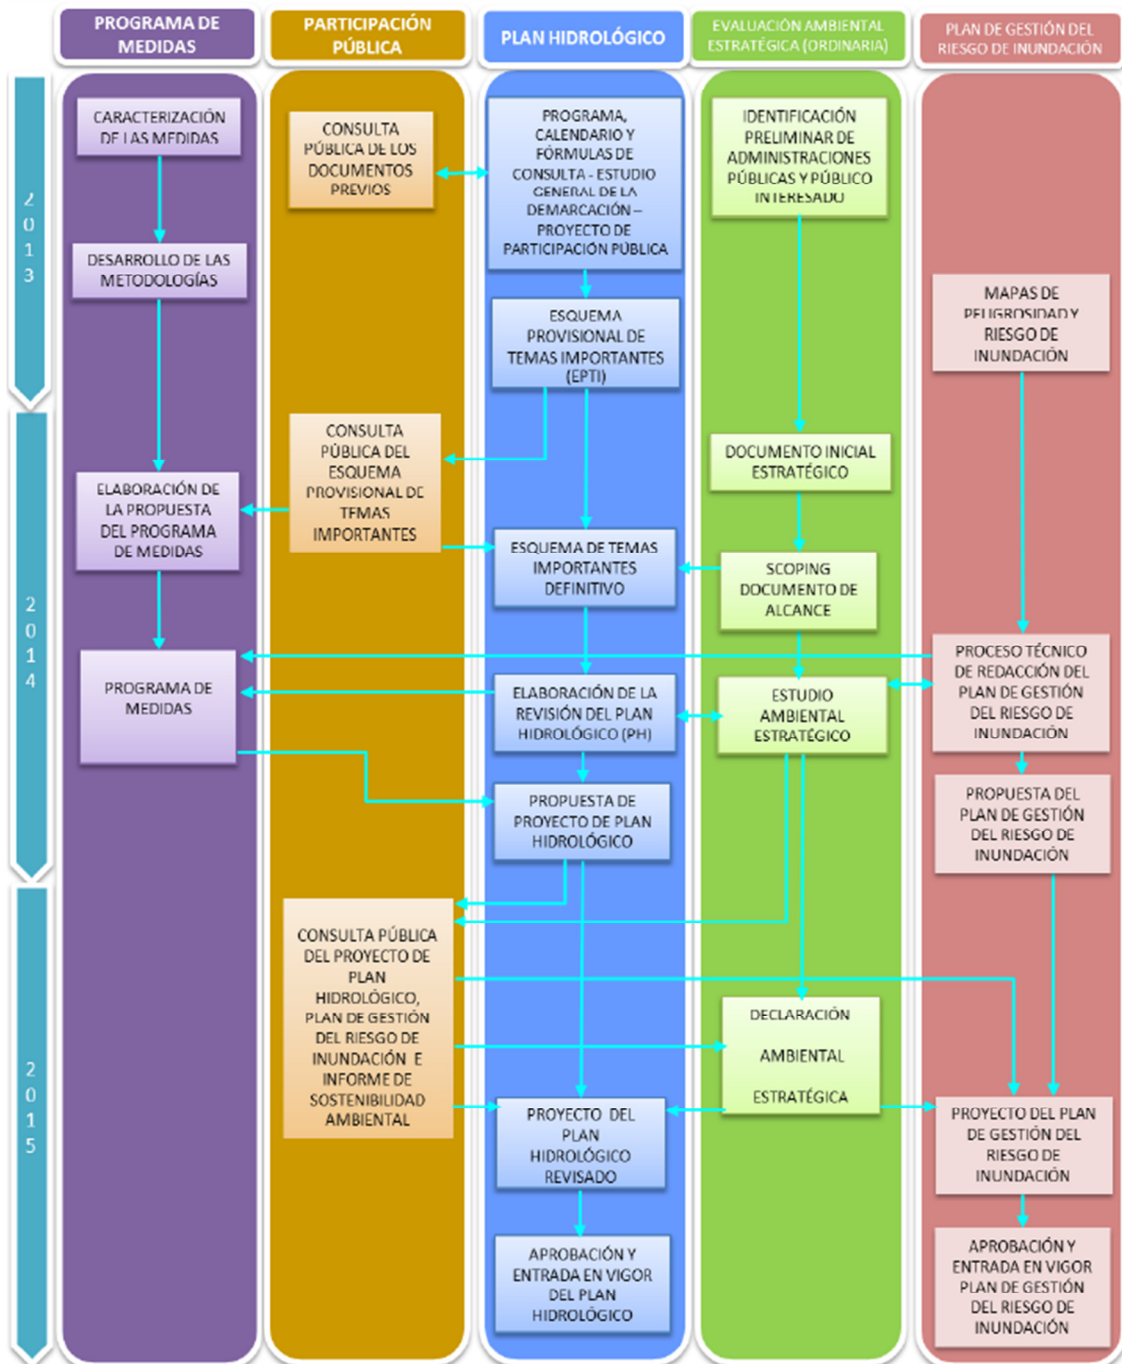 PROGRAMA DE
MEDIDAS
PARTICIPACIÓN
PÚBLICA
PLAN HIDROLÓGICO
EVALUACIÓN AMBIENTAL
ESTRATÉGICA (ORDINARIA)
PLAN DE GESTIÓN DEL
RIESGO DE INUNDACIÓN
2
0
1
3
2
0
1
4
2
0
1
5
CARACTERIZACIÓN
DE LAS MEDIDAS
DESARROLLO DE LAS
METODOLOGÍAS
ELABORACIÓN DE
LA PROPUESTA
DEL PROGRAMA
DE MEDIDAS
PROGRAMA DE
MEDIDAS
CONSULTA
PÚBLICA DE LOS
DOCUMENTOS
PREVIOS
CONSULTA
PÚBLICA DEL
ESQUEMA
PROVISIONAL DE
TEMAS
IMPORTANTES
CONSULTA PÚBLICA
DEL PROYECTO DE
PLAN
HIDROLÓGICO,
PLAN DE GESTIÓN
DEL RIESGO DE
INUNDACIÓN E
INFORME DE
SOSTENIBILIDAD
AMBIENTAL
PROGRAMA,
CALENDARIO Y
FÓRMULAS DE
CONSULTA - ESTUDIO
GENERAL DE LA
DEMARCACIÓN –
PROYECTO DE
PARTICIPACIÓN PÚBLICA
ESQUEMA
PROVISIONAL DE
TEMAS IMPORTANTES
(EPTI)
ESQUEMA DE TEMAS
IMPORTANTES
DEFINITIVO
ELABORACIÓN DE LA
REVISIÓN DEL PLAN
HIDROLÓGICO (PH)
PROPUESTA DE
PROYECTO DE PLAN
HIDROLÓGICO
PROYECTO DEL
PLAN
HIDROLÓGICO
REVISADO
APROBACIÓN Y
ENTRADA EN VIGOR
DEL PLAN
HIDROLÓGICO
IDENTIFICACIÓN
PRELIMINAR DE
ADMINISTRACIONES
PÚBLICAS Y PÚBLICO
INTERESADO
DOCUMENTO INICIAL
ESTRATÉGICO
SCOPING
DOCUMENTO DE
ALCANCE
ESTUDIO
AMBIENTAL
ESTRATÉGICO
DECLARACIÓN
AMBIENTAL
ESTRATÉGICA
MAPAS DE
PELIGROSIDAD Y
RIESGO DE
INUNDACIÓN
PROCESO TÉCNICO
DE REDACCIÓN DEL
PLAN DE GESTIÓN
DEL RIESGO DE
INUNDACIÓN
PROPUESTA DEL
PLAN DE GESTIÓN
DEL RIESGO DE
INUNDACIÓN
PROYECTO DEL PLAN
DE GESTIÓN DEL
RIESGO DE
INUNDACIÓN
APROBACIÓN Y
ENTRADA EN VIGOR
PLAN DE GESTIÓN
DEL RIESGO DE
INUNDACIÓN